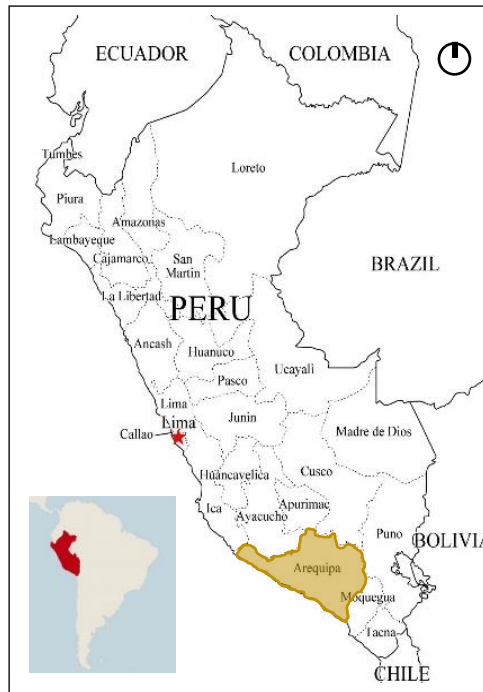 ECUADOR
COLOMBIA
Tumbes
Loreto
Piura
Amazonas
Lambayeque
Cajamarco
San
Martin
BRAZIL
La Libertad
PERU
Ancash
Huanuco
Ucayali
Pasco
Lima
Lima
Junin
Callao
Madre de Dios
Huancavelica
Cusco
Ica
Apurimac
Ayacucho
Puno
BOLIVIA
Arequipa
Moquegua
Tacna
CHILE